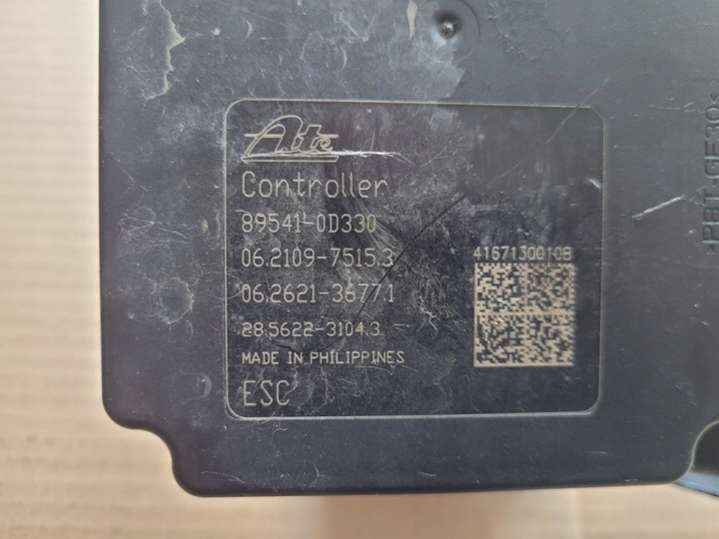 Ate
Controller
89541-0D330
06.2109-7515.3
06.2621-3677.1
28.5622-3104.3
MADE IN PHILIPPINES
ESC
41671300108